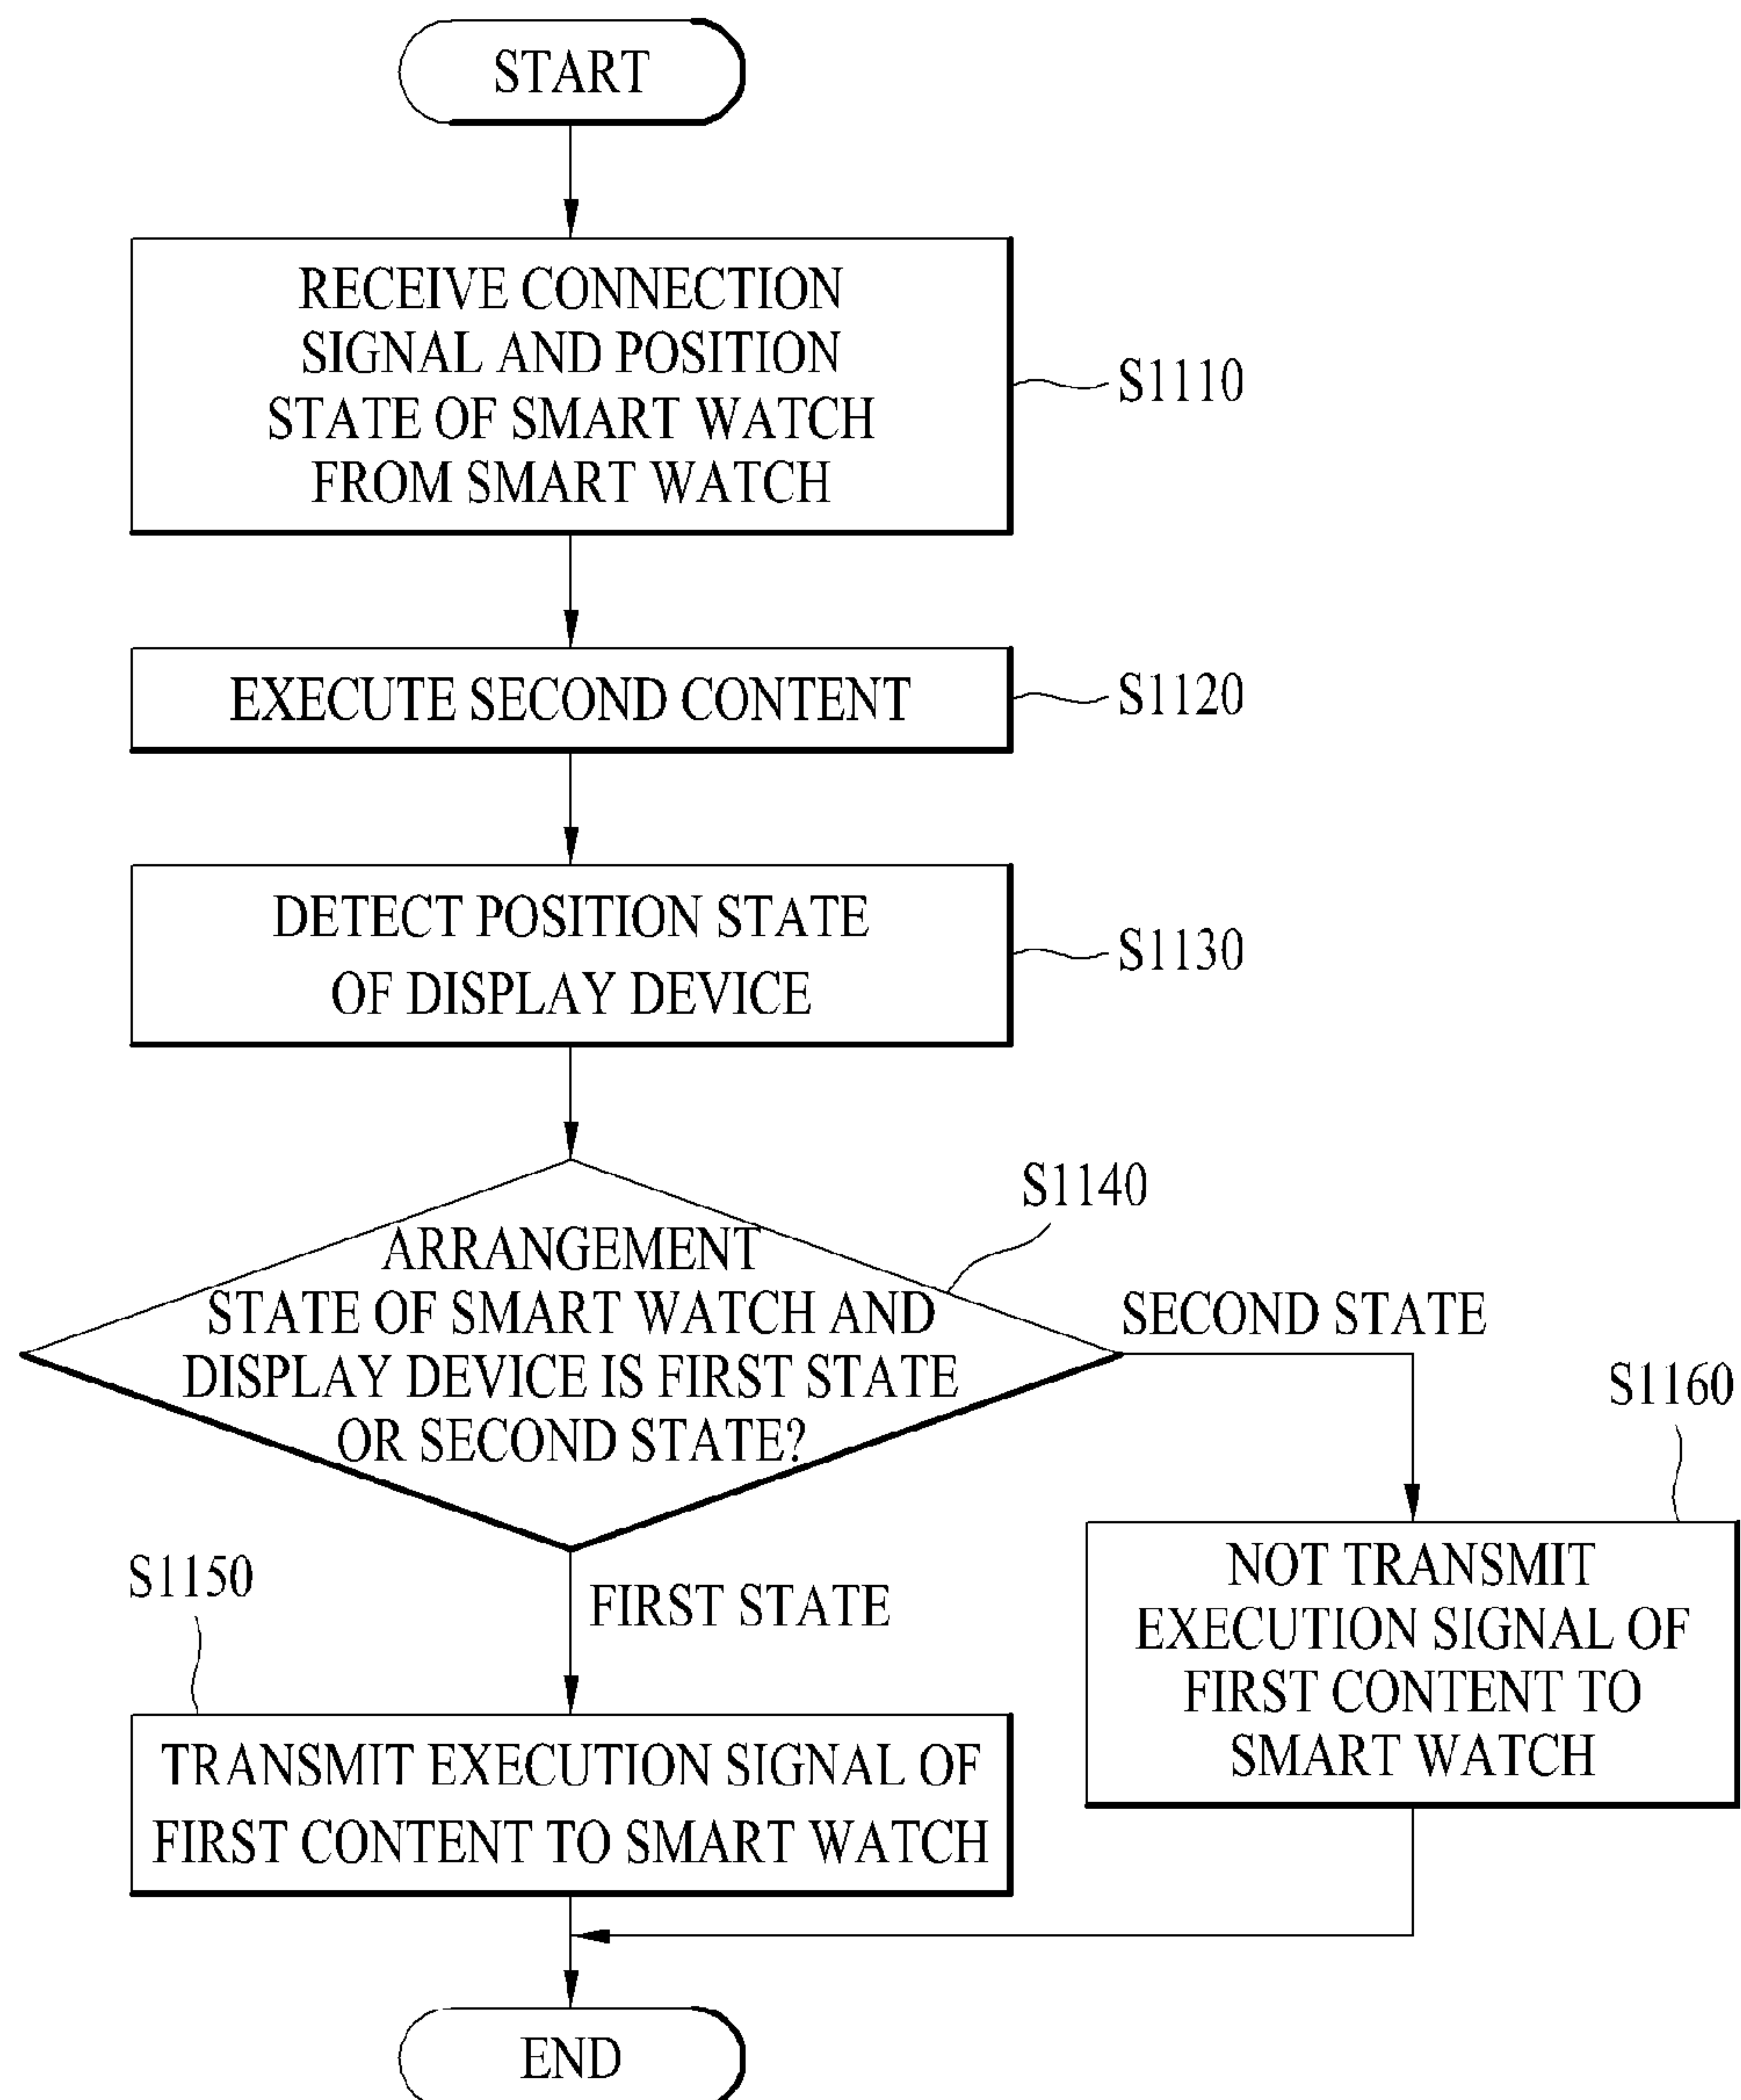 START
RECEIVE CONNECTION
SIGNAL AND POSITION
STATE OF SMART WATCH
FROM SMART WATCH
S1110
EXECUTE SECOND CONTENT
S1120
DETECT POSITION STATE
OF DISPLAY DEVICE
S1130
S1140
ARRANGEMENT
STATE OF SMART WATCH AND
DISPLAY DEVICE IS FIRST STATE
OR SECOND STATE?
SECOND STATE
S1160
NOT TRANSMIT
EXECUTION SIGNAL OF
FIRST CONTENT TO
SMART WATCH
FIRST STATE
S1150
TRANSMIT EXECUTION SIGNAL OF
FIRST CONTENT TO SMART WATCH
END